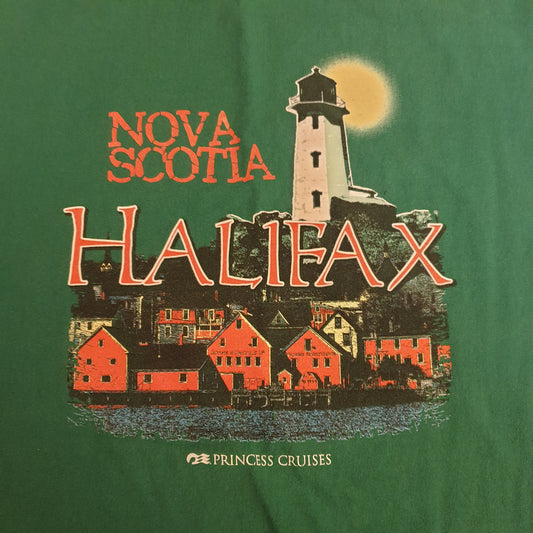 NOVA
SCOTIA
HALIFAX
PRINCESS CRUISES